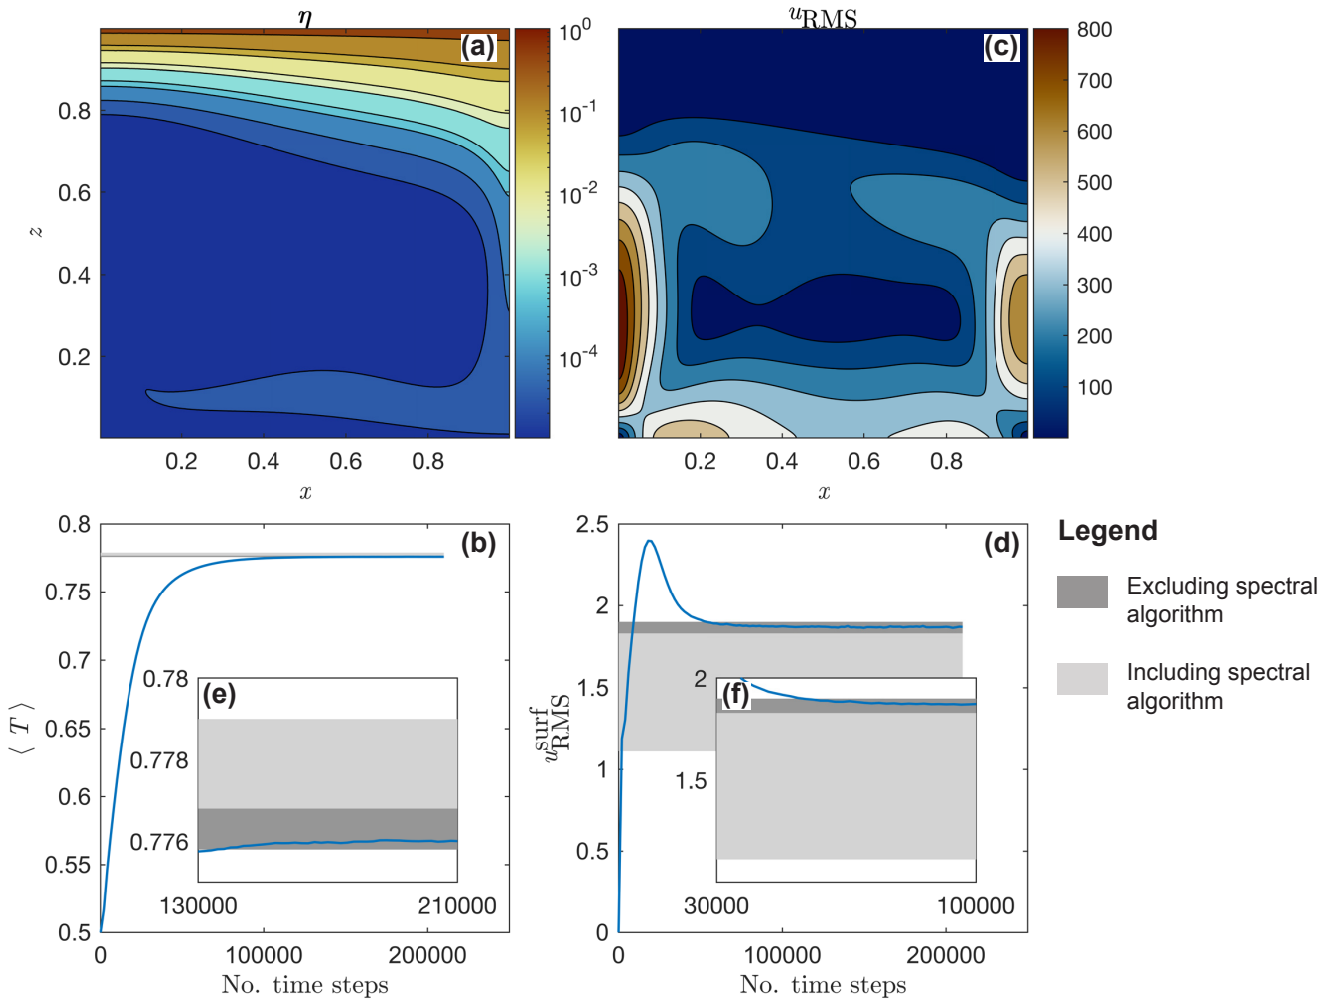 η
(a)
10⁰
10⁻¹
10⁻²
10⁻³
10⁻⁴
0.8
0.6
0.4
0.2
z
0.2 0.4 0.6 0.8
x
uRMS
(c)
800
700
600
500
400
300
200
100
0.2 0.4 0.6 0.8
x
(b)
0.8
0.75
0.7
0.65
0.6
0.55
0.5
⟨ T ⟩
(e)
0.78
0.778
0.776
130000 210000
0 100000 200000
No. time steps
(d)
2.5
2
1.5
1
0.5
0
u surf RMS
(f)
2
1.5
30000 100000
0 100000 200000
No. time steps
Legend
Excluding spectral
algorithm
Including spectral
algorithm